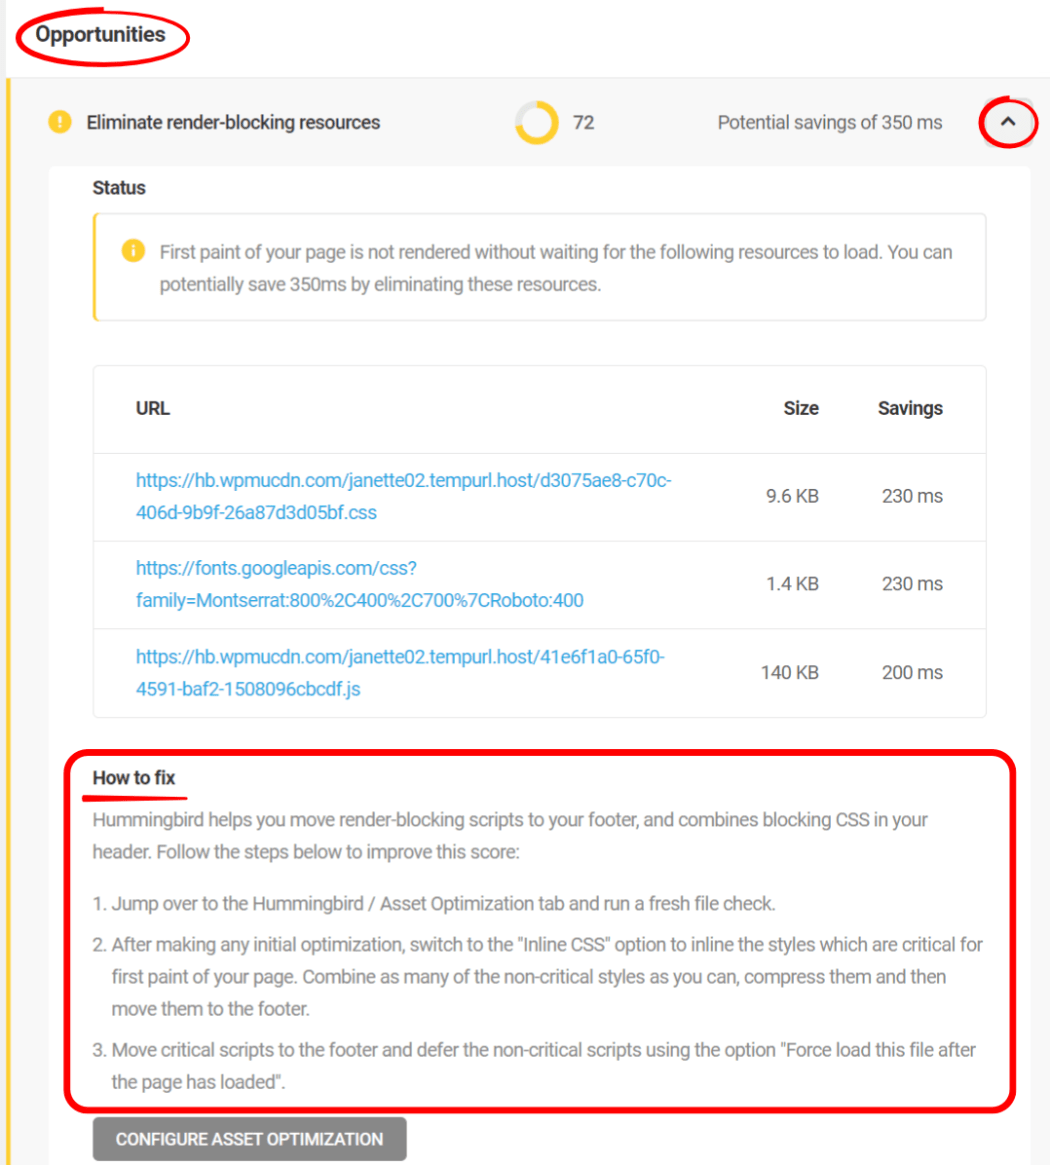 Opportunities
Eliminate render-blocking resources 72 Potential savings of 350 ms
Status
First paint of your page is not rendered without waiting for the following resources to load. You can
potentially save 350ms by eliminating these resources.
URL Size Savings
https://hb.wpmucdn.com/janette02.tempurl.host/d3075ae8-c70c-
406d-9b9f-26a87d3d05bf.css 9.6 KB 230 ms
https://fonts.googleapis.com/css?
family=Montserrat:800%2C400%2C700%7CRoboto:400 1.4 KB 230 ms
https://hb.wpmucdn.com/janette02.tempurl.host/41e6f1a0-65f0-
4591-baf2-1508096cbcdf.js 140 KB 200 ms
How to fix
Hummingbird helps you move render-blocking scripts to your footer, and combines blocking CSS in your
header. Follow the steps below to improve this score:
1. Jump over to the Hummingbird / Asset Optimization tab and run a fresh file check.
2. After making any initial optimization, switch to the "Inline CSS" option to inline the styles which are critical for
first paint of your page. Combine as many of the non-critical styles as you can, compress them and then
move them to the footer.
3. Move critical scripts to the footer and defer the non-critical scripts using the option "Force load this file after
the page has loaded".
CONFIGURE ASSET OPTIMIZATION